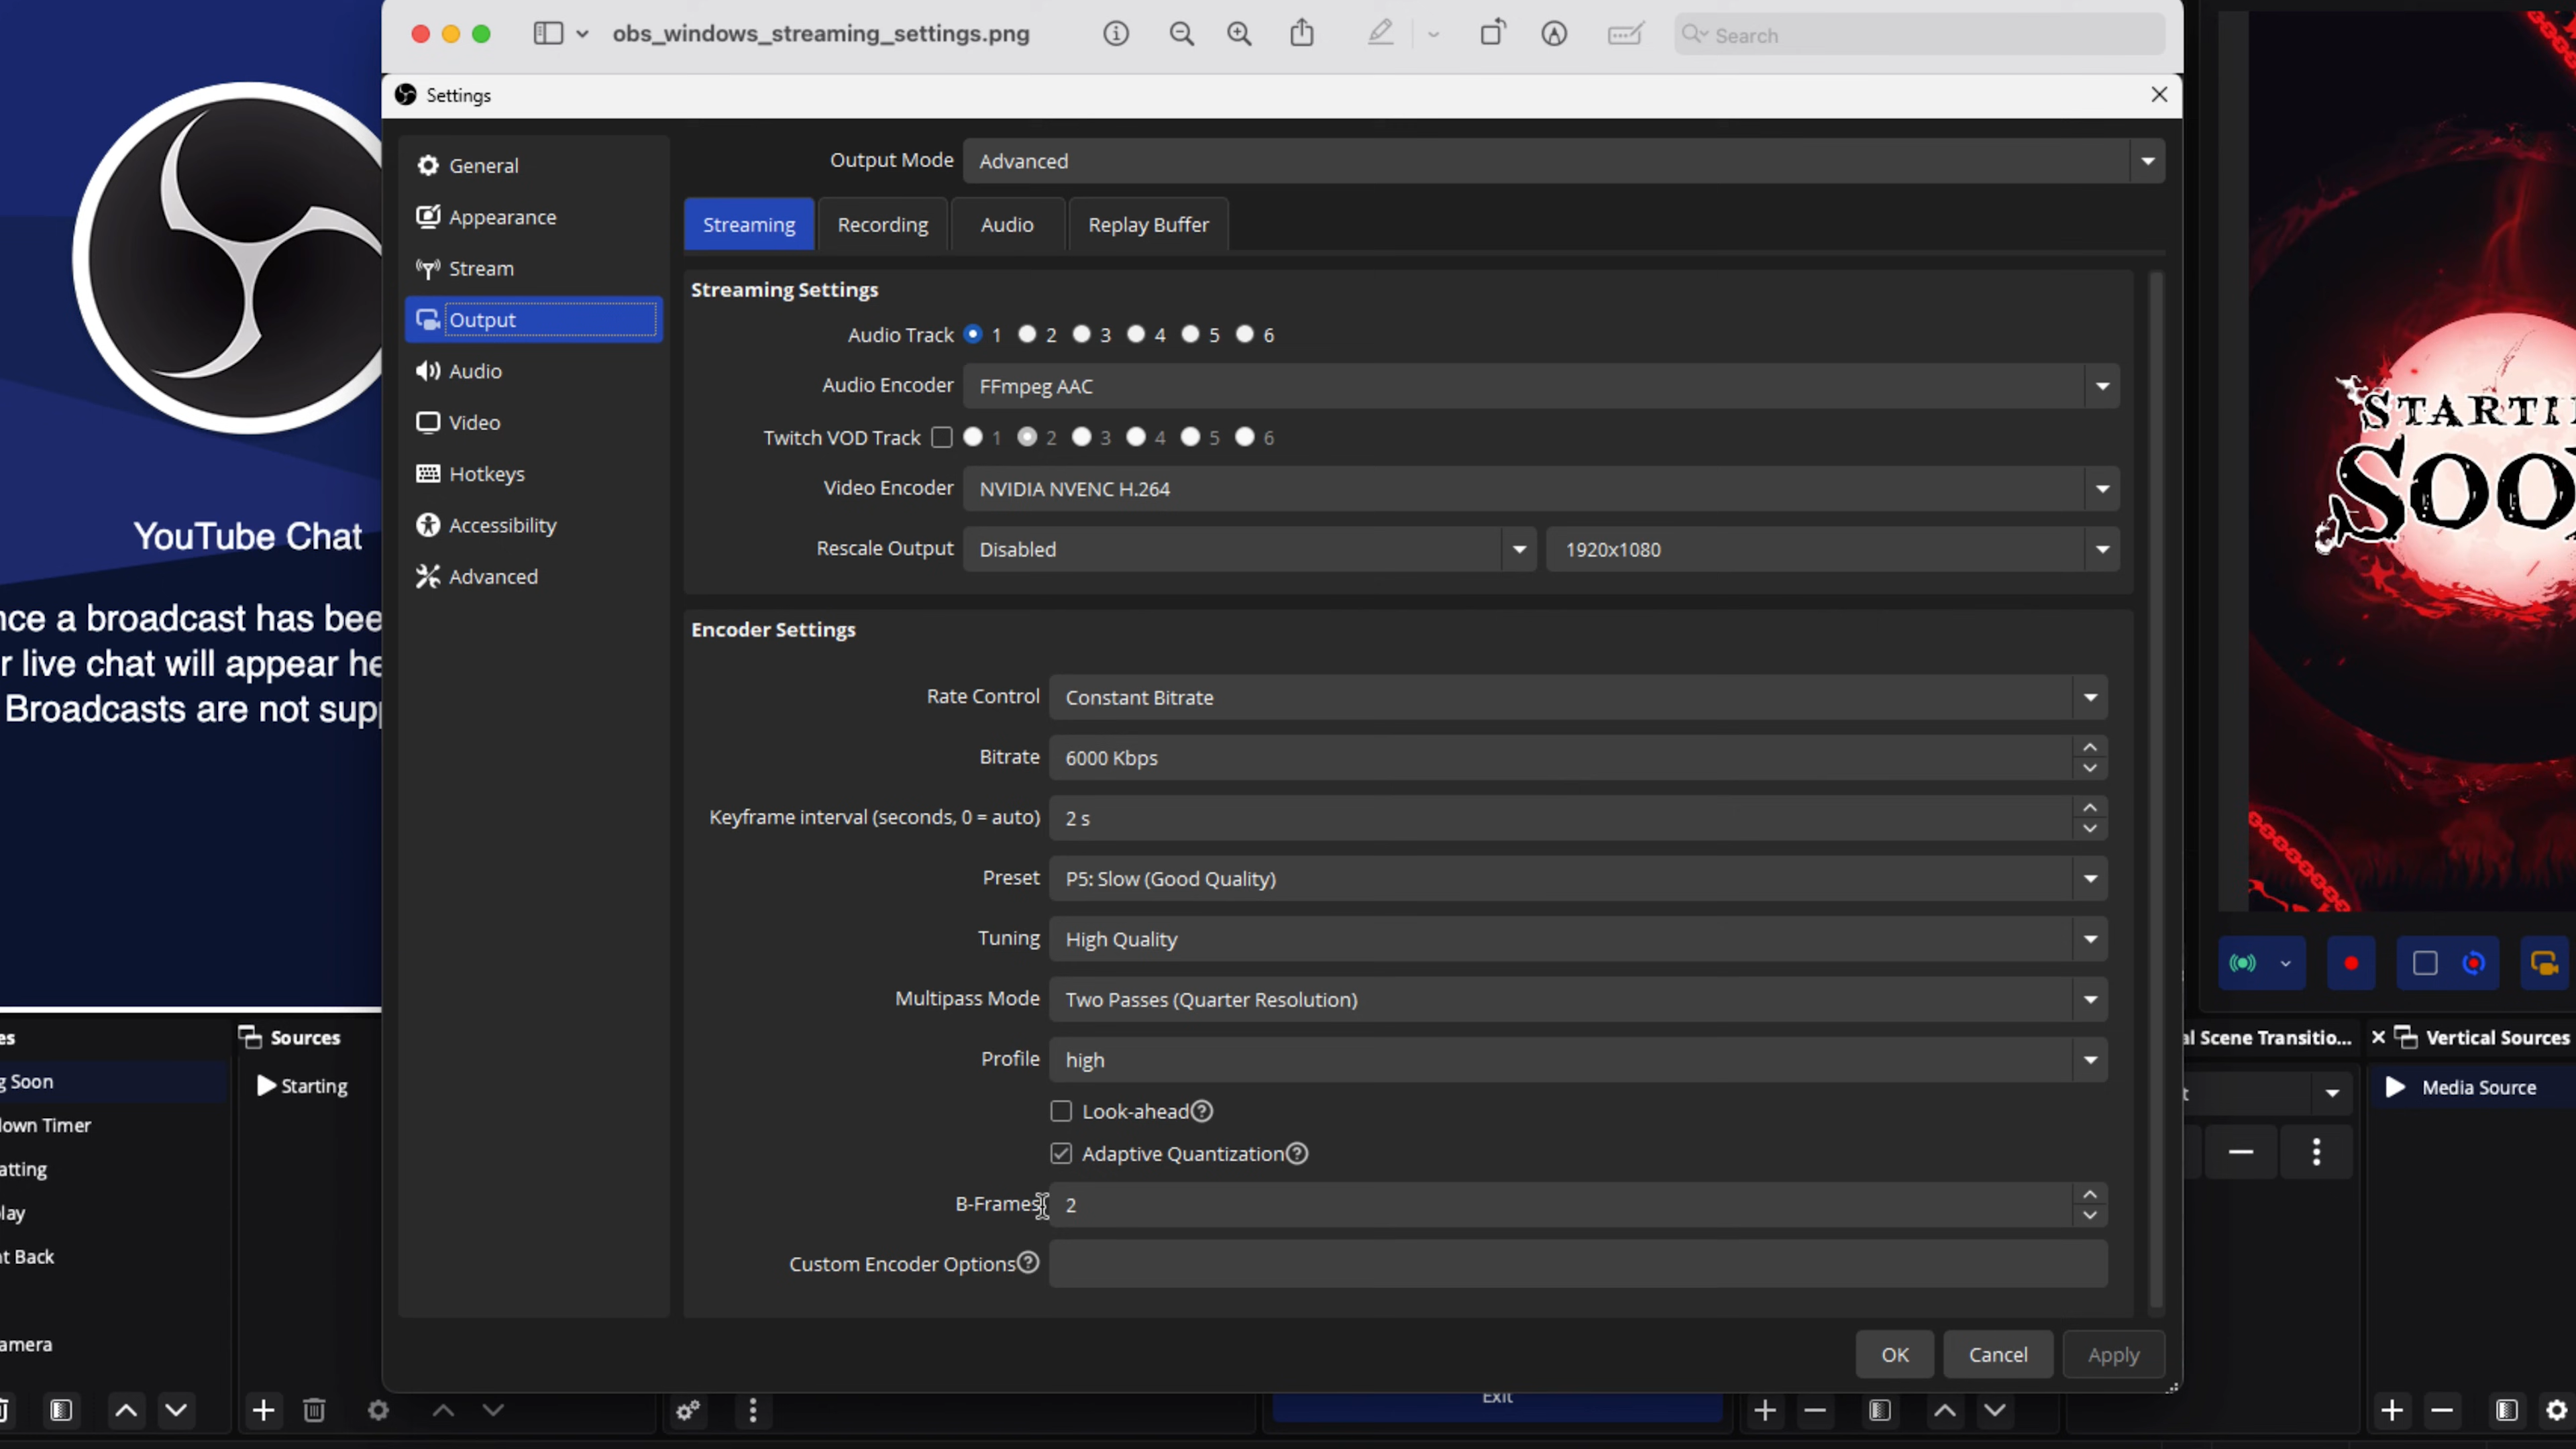 obs_windows_streaming_settings.png
Search
Settings
General
Appearance
Stream
Output
Audio
Video
Hotkeys
Accessibility
Advanced
Output Mode Advanced
Streaming Recording Audio Replay Buffer
Streaming Settings
Audio Track 1 2 3 4 5 6
Audio Encoder FFmpeg AAC
Twitch VOD Track 1 2 3 4 5 6
Video Encoder NVIDIA NVENC H.264
Rescale Output Disabled 1920x1080
Encoder Settings
Rate Control Constant Bitrate
Bitrate 6000 Kbps
Keyframe interval (seconds, 0 = auto) 2 s
Preset P5: Slow (Good Quality)
Tuning High Quality
Multipass Mode Two Passes (Quarter Resolution)
Profile high
Look-ahead
Adaptive Quantization
B-Frames 2
Custom Encoder Options
OK Cancel Apply
YouTube Chat
nce a broadcast has bee
r live chat will appear he
Broadcasts are not sup
STARTI
SOO
es
g Soon
down Timer
atting
lay
nt Back
amera
Sources
Starting
Exit
al Scene Transitio...
t
Vertical Sources
Media Source